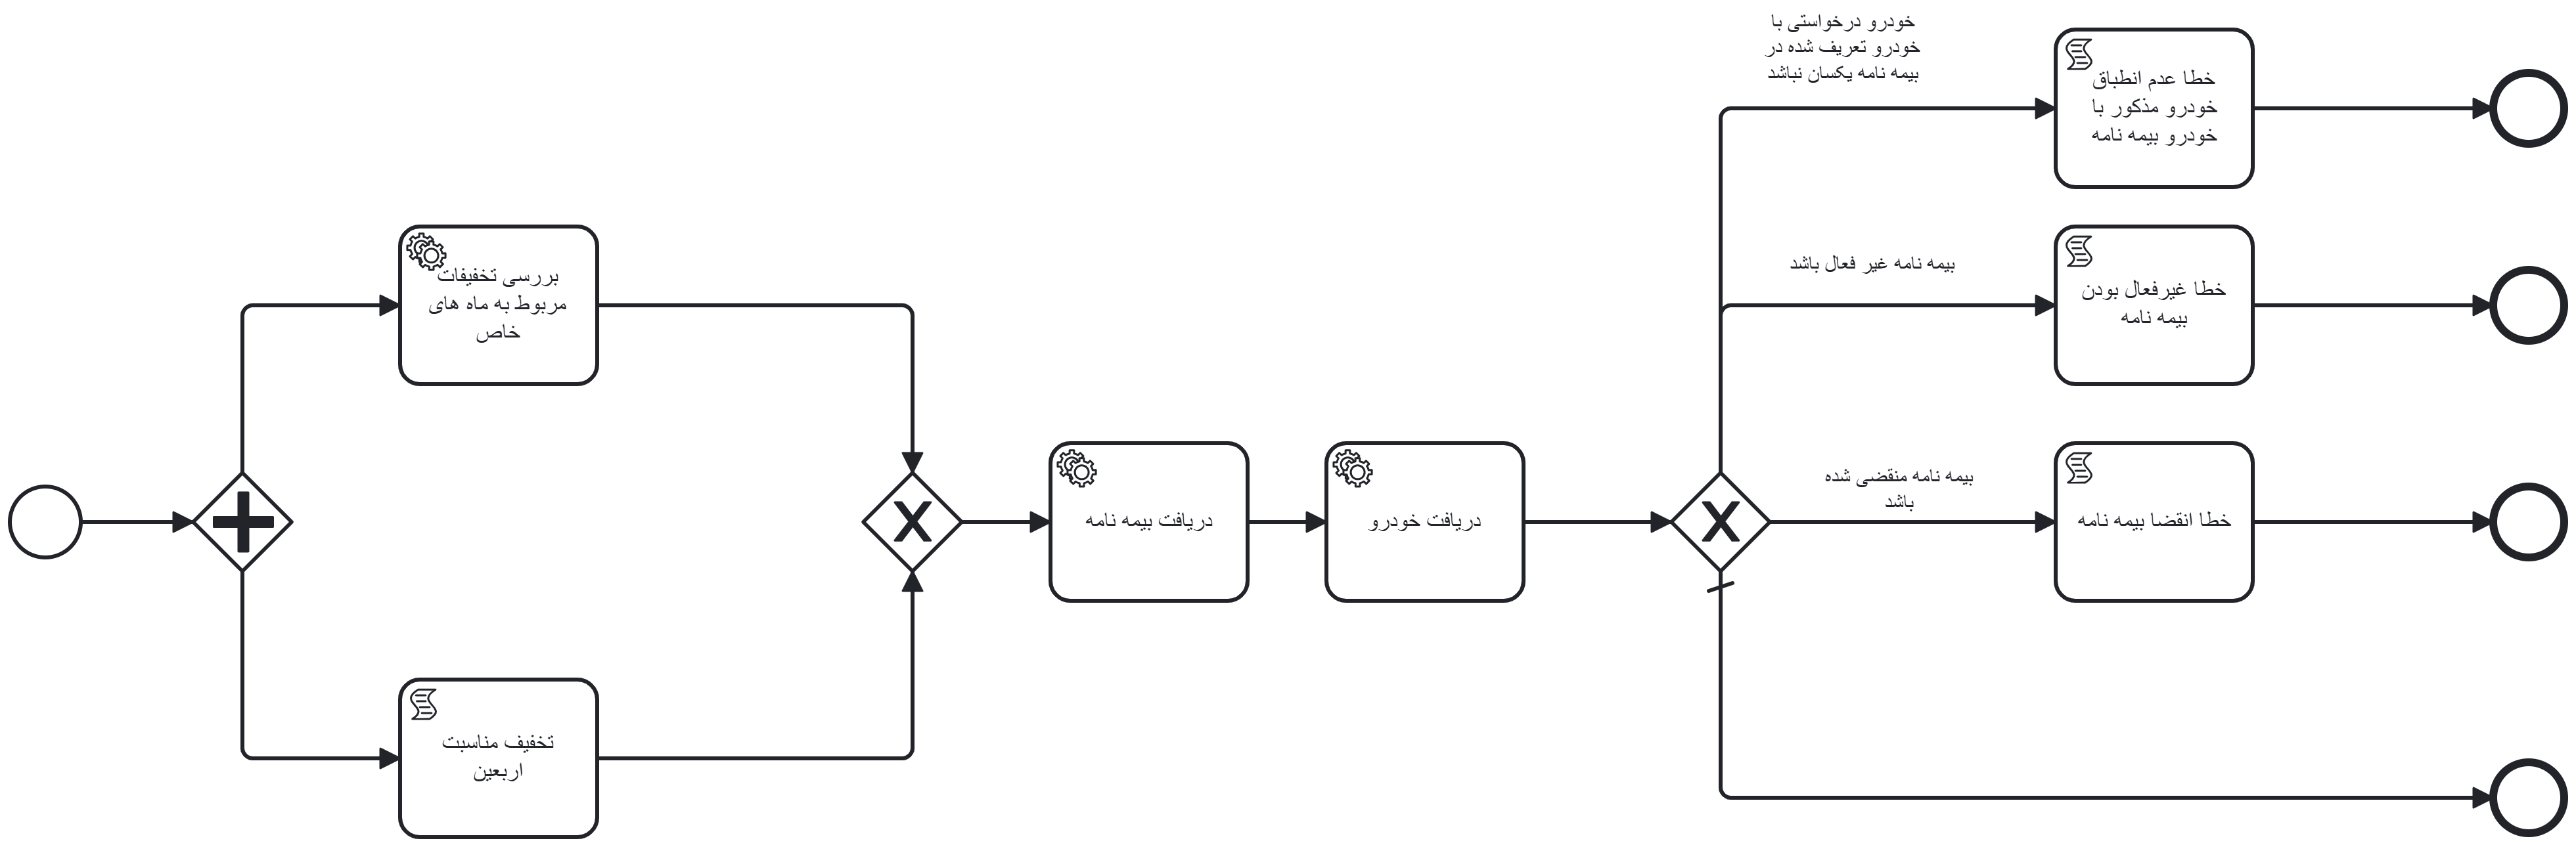 خودرو درخواستی با
خودرو تعریف شده در
بیمه نامه یکسان نباشد
خطا عدم انطباق
خودرو مذکور با
خودرو بیمه نامه
بررسی تخفیفات
مربوط به ماه های
خاص
بیمه نامه غیر فعال باشد
خطا غیرفعال بودن
بیمه نامه
دریافت بیمه نامه
دریافت خودرو
بیمه نامه منقضی شده
باشد
خطا انقضا بیمه نامه
تخفیف مناسبت
اربعین